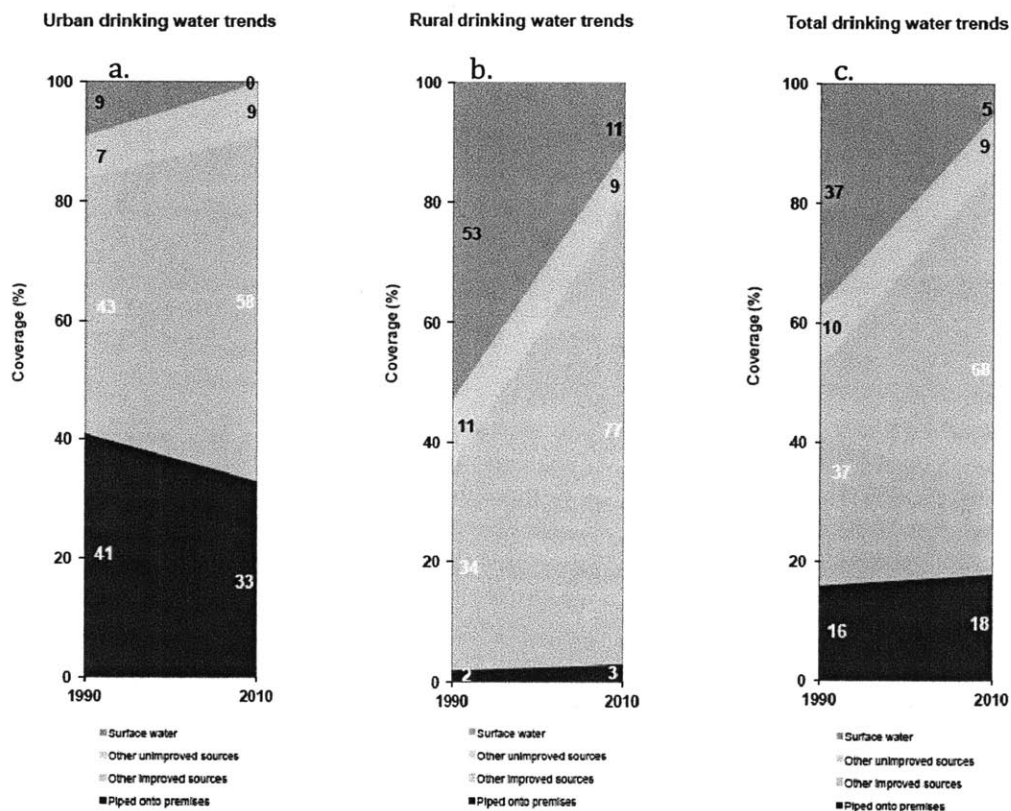 Urban drinking water trends
a.
Coverage (%)
100
80
60
40
20
0
9
7
43
41
0
9
58
33
1990
2010
Surface water
Other unimproved sources
Other improved sources
Piped onto premises
Rural drinking water trends
b.
Coverage (%)
100
80
60
40
20
0
53
11
34
2
11
9
77
3
1990
2010
Surface water
Other unimproved sources
Other improved sources
Piped onto premises
Total drinking water trends
c.
Coverage (%)
100
80
60
40
20
0
37
10
37
16
5
9
68
18
1990
2010
Surface water
Other unimproved sources
Other improved sources
Piped onto premises